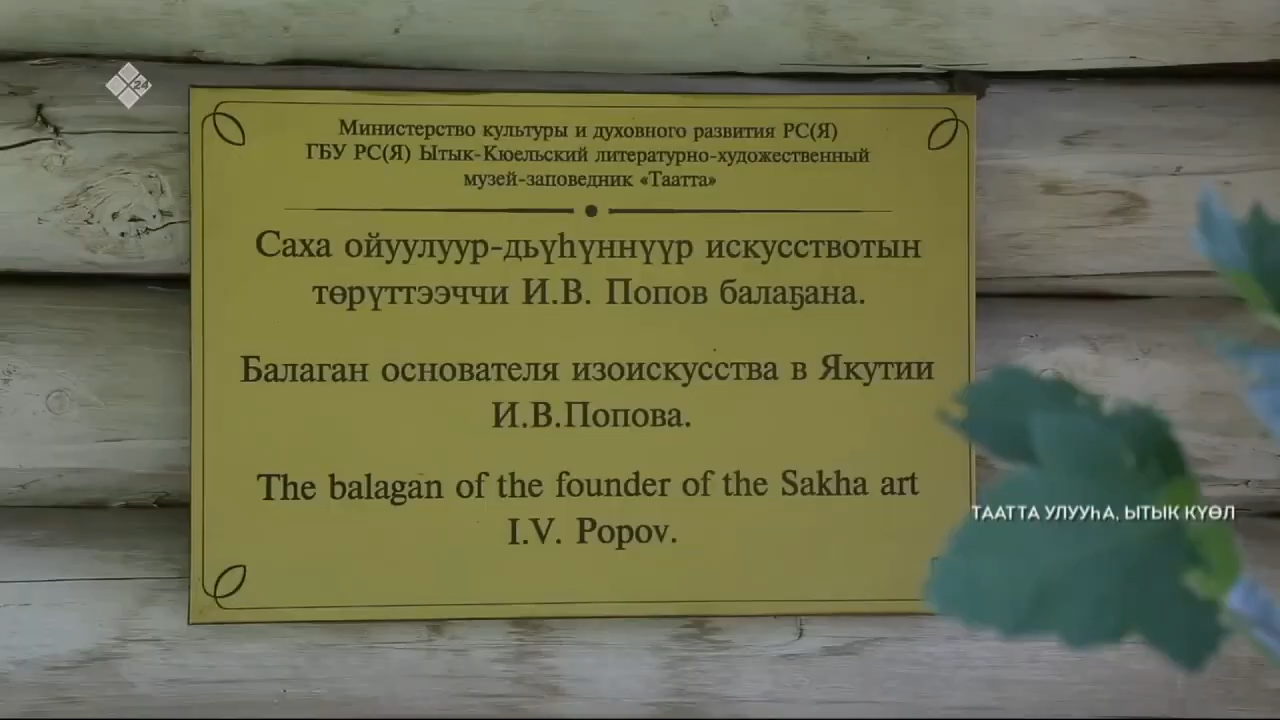 24
Министерство культуры и духовного развития РС(Я)
ГБУ РС(Я) Ытык-Кюельский литературно-художественный
музей-заповедник «Таатта»
Саха ойуулуур-дьүһүннүүр искусствотын
төрүттээччи И.В. Попов балаҕана.
Балаган основателя изоискусства в Якутии
И.В.Попова.
The balagan of the founder of the Sakha art
I.V. Popov.
ТААТТА УЛУУҺА, ЫТЫК КҮӨЛ